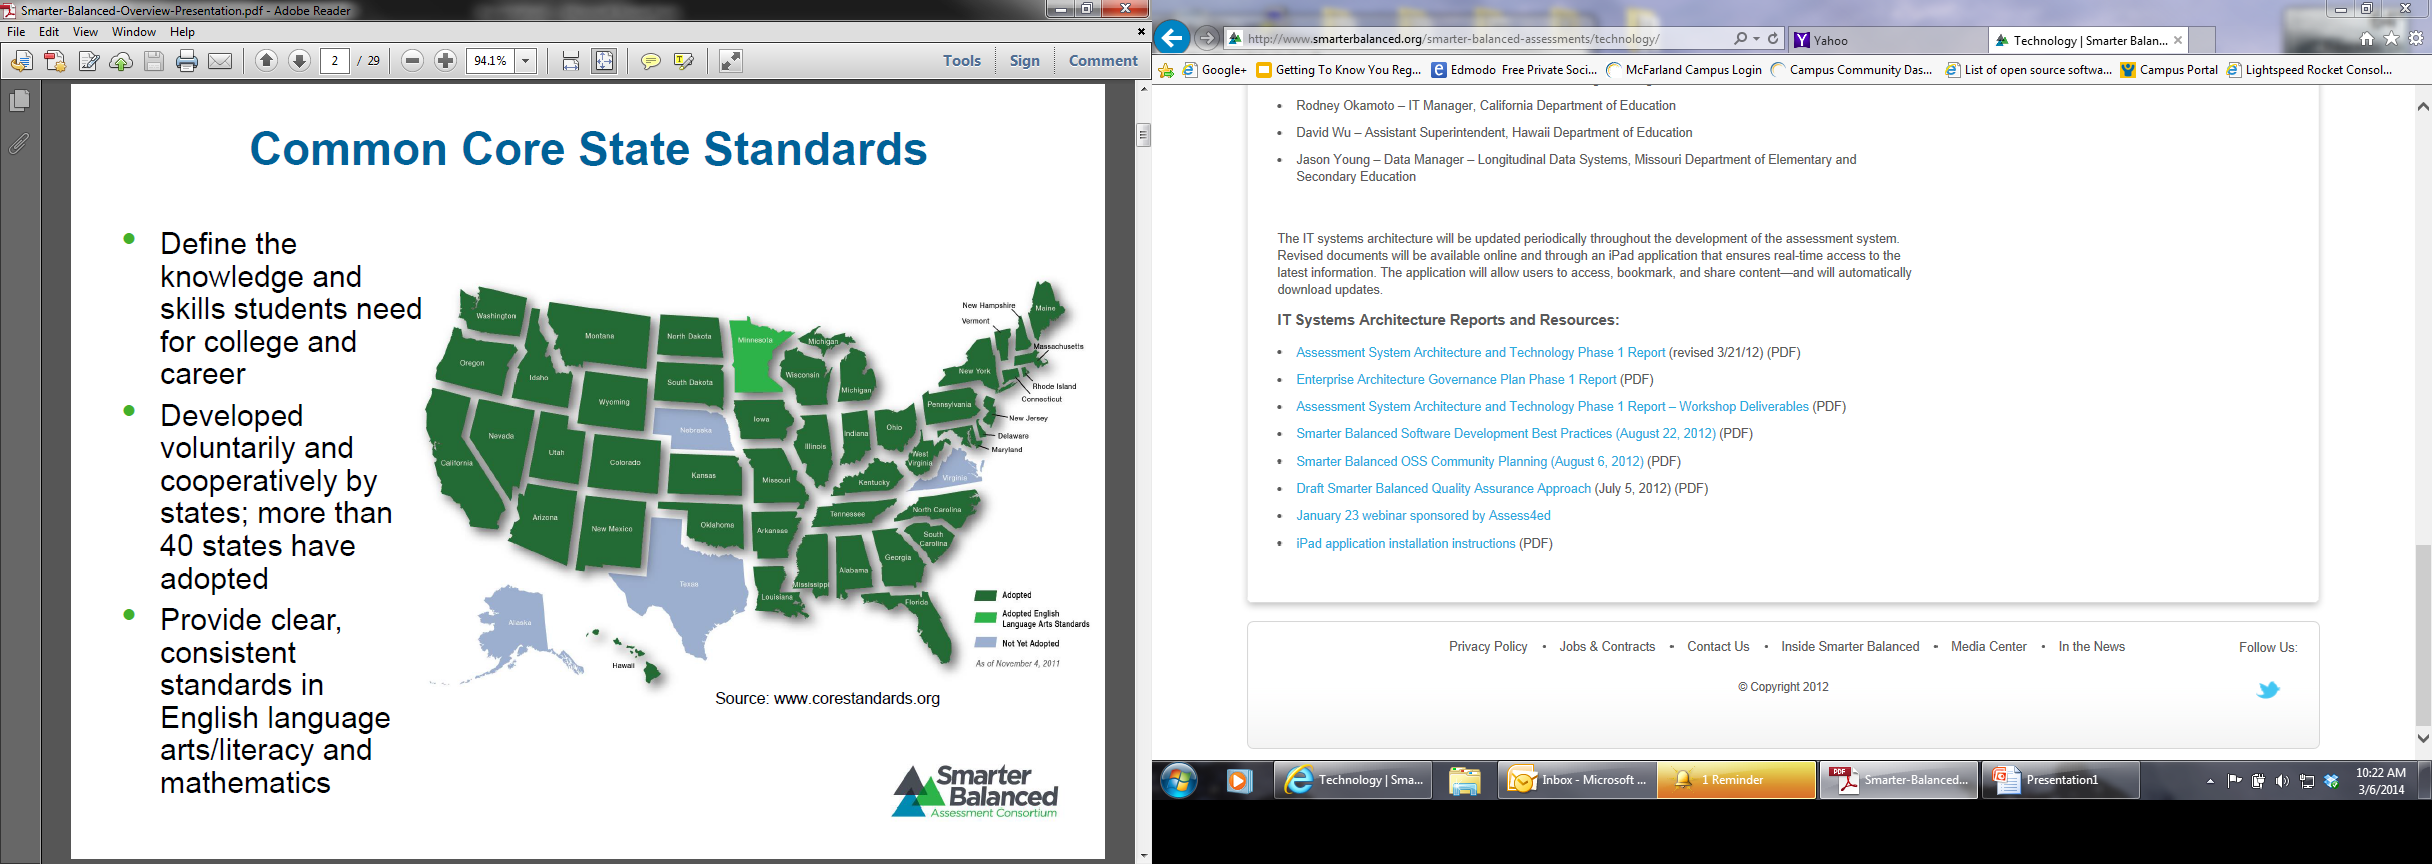 Smarter-Balanced-Overview-Presentation.pdf - Adobe Reader
File Edit View Window Help
2 / 29 94.1% Tools Sign Comment
Common Core State Standards
Define the
knowledge and
skills students need
for college and
career
Developed
voluntarily and
cooperatively by
states; more than
40 states have
adopted
Provide clear,
consistent
standards in
English language
arts/literacy and
mathematics
Washington
Oregon
Idaho
Montana
Wyoming
North Dakota
South Dakota
Minnesota
Wisconsin
Michigan
Michigan
New York
New Hampshire
Vermont
Maine
Massachusetts
Rhode Island
Connecticut
New Jersey
Delaware
Maryland
Pennsylvania
Nebraska
Iowa
Illinois
Indiana
Ohio
West
Virginia
Virginia
California
Nevada
Utah
Colorado
Kansas
Missouri
Kentucky
Arizona
New Mexico
Oklahoma
Arkansas
Tennessee
North Carolina
South
Carolina
Georgia
Alabama
Mississippi
Louisiana
Texas
Florida
Alaska
Hawaii
Adopted
Adopted English
Language Arts Standards
Not Yet Adopted
As of November 4, 2011
Source: www.corestandards.org
Smarter
Balanced
Assessment Consortium
http://www.smarterbalanced.org/smarter-balanced-assessments/technology/
Yahoo
Technology | Smarter Balan...
Google+ Getting To Know You Reg... Edmodo Free Private Soci... McFarland Campus Login Campus Community Das... List of open source softwa... Campus Portal Lightspeed Rocket Consol...
Rodney Okamoto – IT Manager, California Department of Education
David Wu – Assistant Superintendent, Hawaii Department of Education
Jason Young – Data Manager – Longitudinal Data Systems, Missouri Department of Elementary and
Secondary Education
The IT systems architecture will be updated periodically throughout the development of the assessment system.
Revised documents will be available online and through an iPad application that ensures real-time access to the
latest information. The application will allow users to access, bookmark, and share content—and will automatically
download updates.
IT Systems Architecture Reports and Resources:
Assessment System Architecture and Technology Phase 1 Report (revised 3/21/12) (PDF)
Enterprise Architecture Governance Plan Phase 1 Report (PDF)
Assessment System Architecture and Technology Phase 1 Report – Workshop Deliverables (PDF)
Smarter Balanced Software Development Best Practices (August 22, 2012) (PDF)
Smarter Balanced OSS Community Planning (August 6, 2012) (PDF)
Draft Smarter Balanced Quality Assurance Approach (July 5, 2012) (PDF)
January 23 webinar sponsored by Assess4ed
iPad application installation instructions (PDF)
Privacy Policy • Jobs & Contracts • Contact Us • Inside Smarter Balanced • Media Center • In the News
Follow Us:
© Copyright 2012
Technology | Sma... Inbox - Microsoft ... 1 Reminder Smarter-Balanced... Presentation1
10:22 AM
3/6/2014